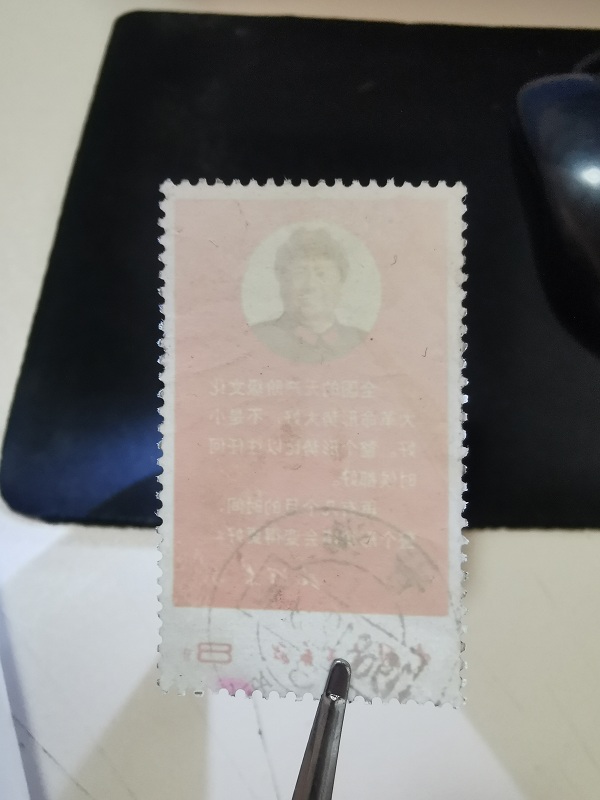 全国的无产阶级文化
大革命形势大好，不是小
好。整个形势比以往任何
时候都好。
再有几个月的时间，
整个形势将会变得更好。
8